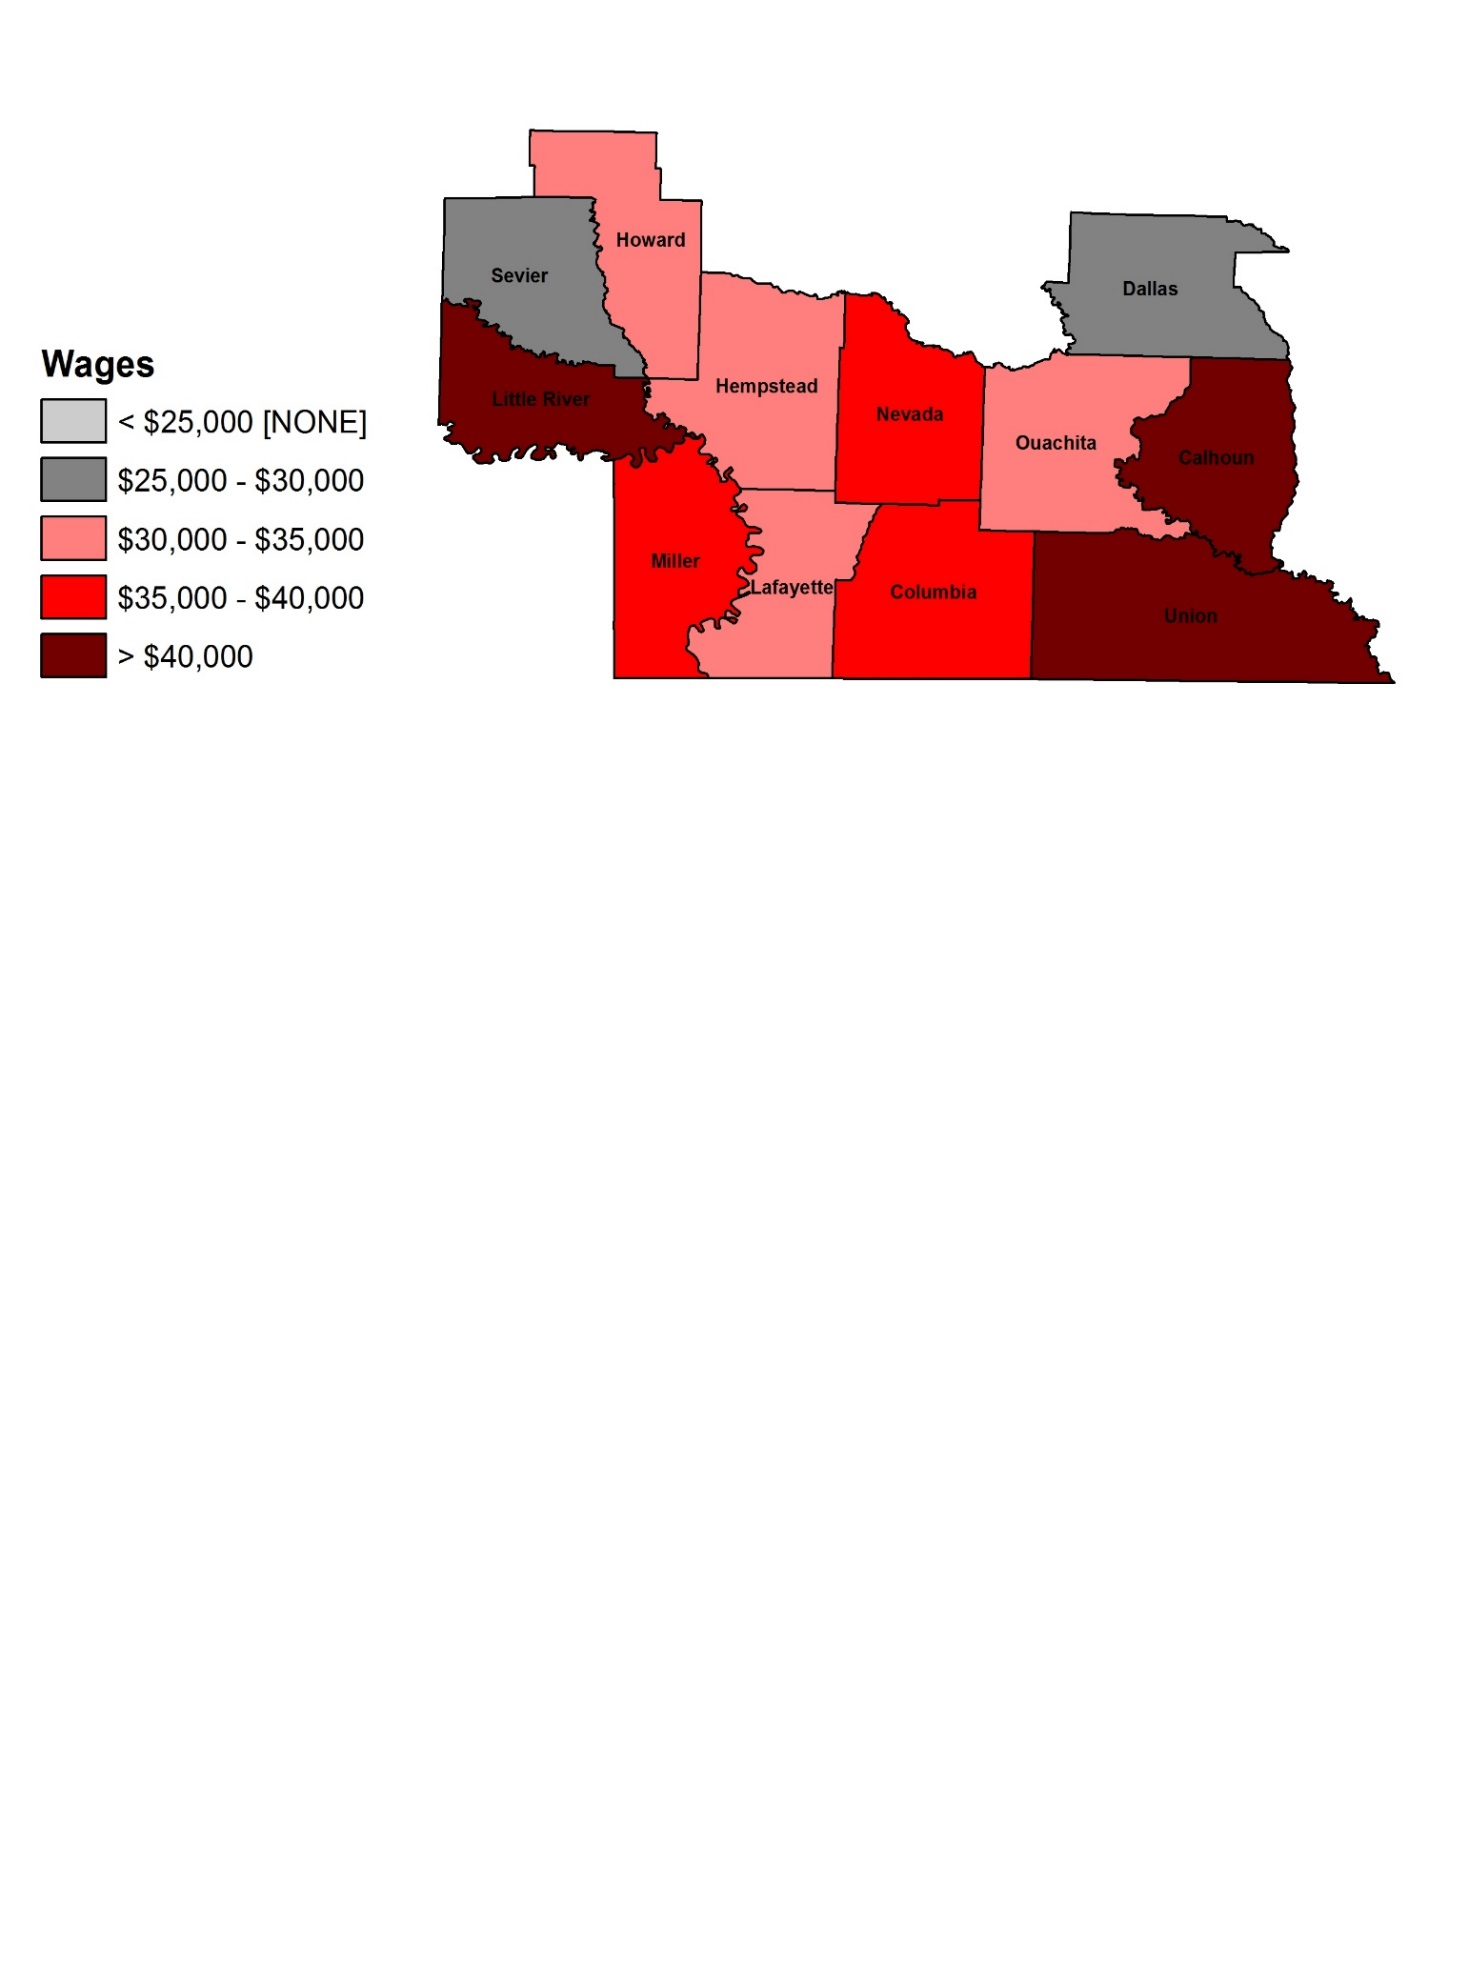 Wages
< $25,000 [NONE]
$25,000 - $30,000
$30,000 - $35,000
$35,000 - $40,000
> $40,000
Howard
Sevier
Dallas
Hempstead
Little River
Nevada
Ouachita
Calhoun
Miller
Lafayette
Columbia
Union